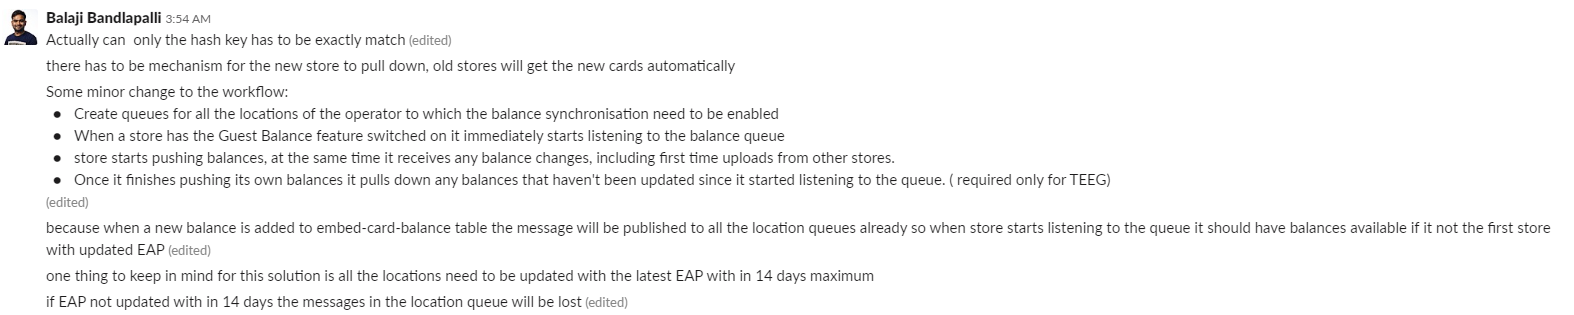 Balaji Bandlapalli 3:54 AM
Actually can only the hash key has to be exactly match (edited)
there has to be mechanism for the new store to pull down, old stores will get the new cards automatically
Some minor change to the workflow:
● Create queues for all the locations of the operator to which the balance synchronisation need to be enabled
● When a store has the Guest Balance feature switched on it immediately starts listening to the balance queue
● store starts pushing balances, at the same time it receives any balance changes, including first time uploads from other stores.
● Once it finishes pushing its own balances it pulls down any balances that haven't been updated since it started listening to the queue. ( required only for TEEG)
(edited)
because when a new balance is added to embed-card-balance table the message will be published to all the location queues already so when store starts listening to the queue it should have balances available if it not the first store
with updated EAP (edited)
one thing to keep in mind for this solution is all the locations need to be updated with the latest EAP with in 14 days maximum
if EAP not updated with in 14 days the messages in the location queue will be lost (edited)